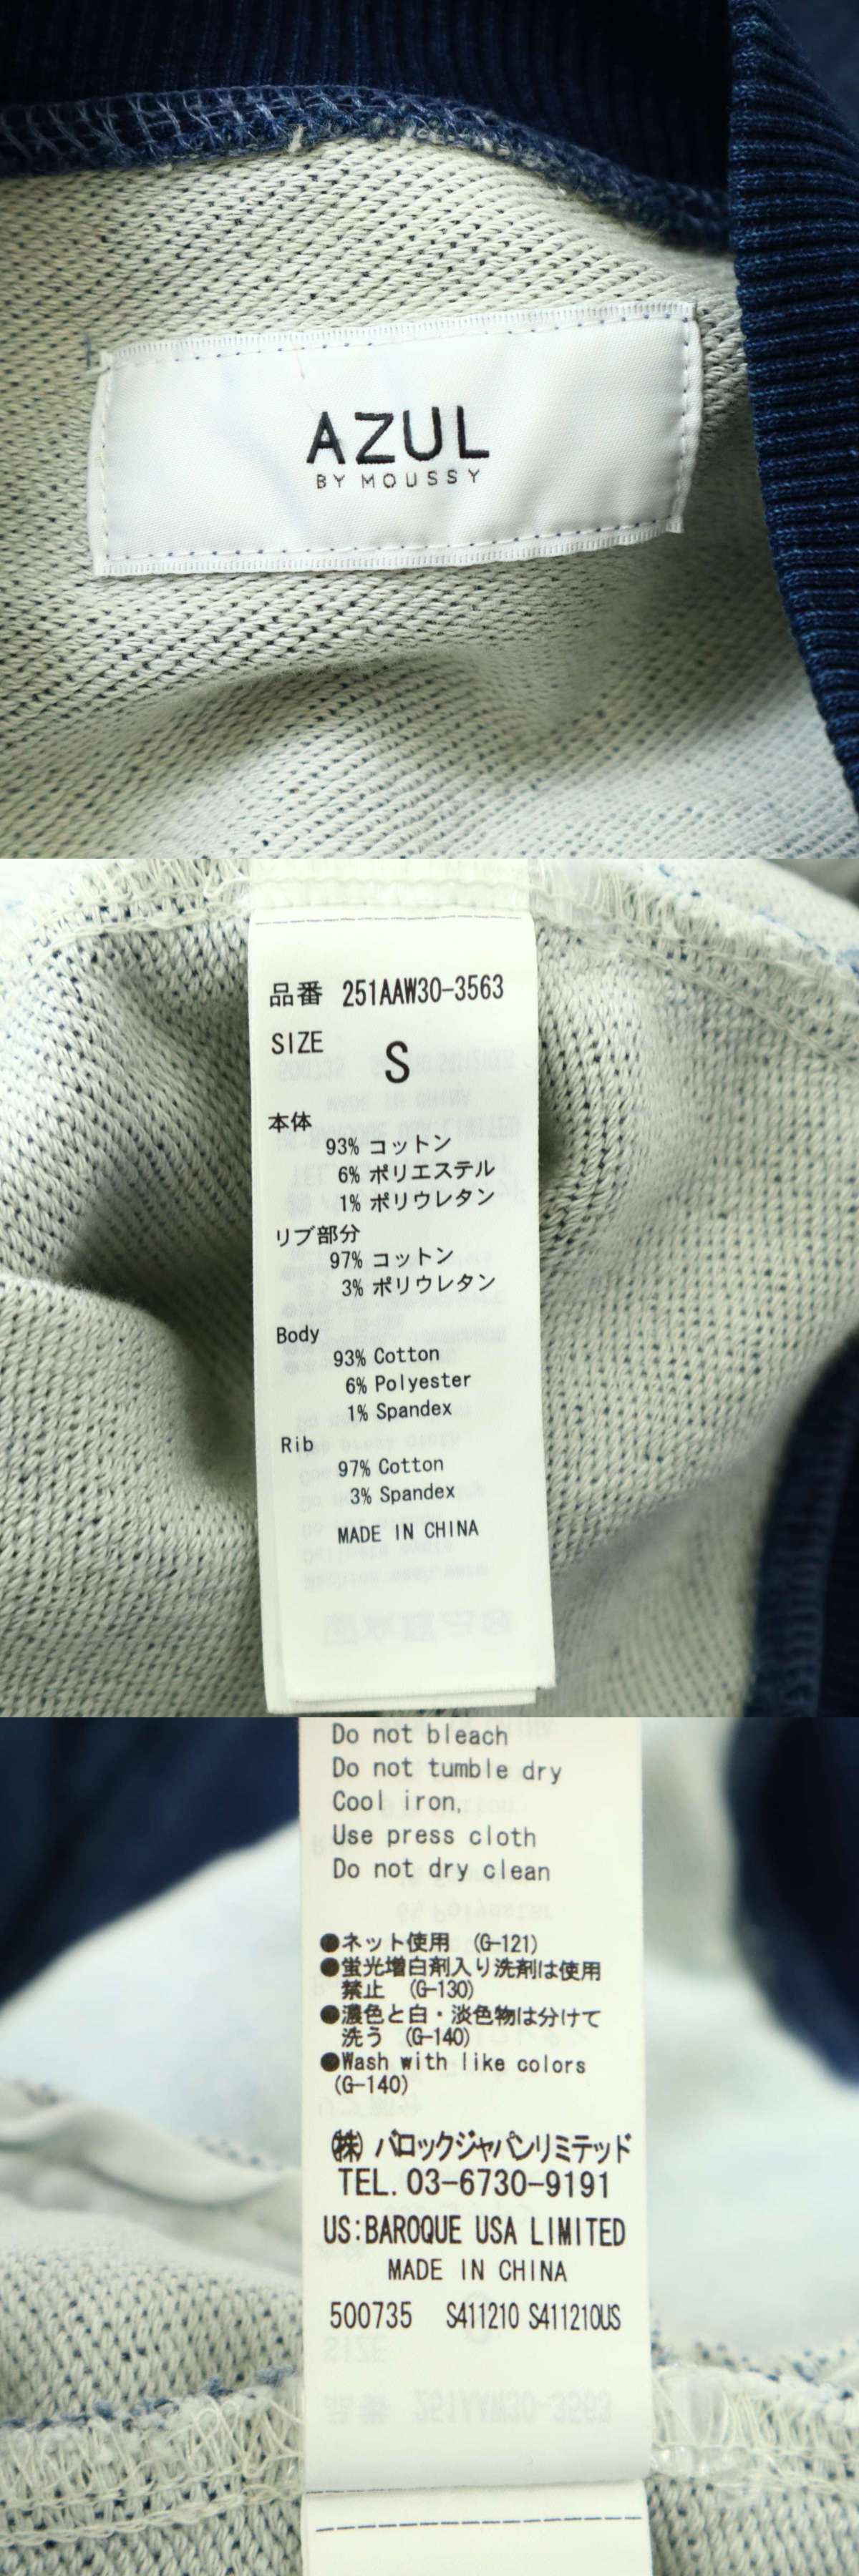 AZUL
BY MOUSSY
品番 251AAW30-3563
SIZE S
本体
93% コットン
6% ポリエステル
1% ポリウレタン
リブ部分
97% コットン
3% ポリウレタン
Body
93% Cotton
6% Polyester
1% Spandex
Rib
97% Cotton
3% Spandex
MADE IN CHINA
Do not bleach
Do not tumble dry
Cool iron,
Use press cloth
Do not dry clean
●ネット使用 (G-121)
●蛍光増白剤入り洗剤は使用
禁止 (G-130)
●濃色と白・淡色物は分けて
洗う (G-140)
●Wash with like colors
(G-140)
㈱ バロックジャパンリミテッド
TEL. 03-6730-9191
US:BAROQUE USA LIMITED
MADE IN CHINA
500735 S411210 S411210US